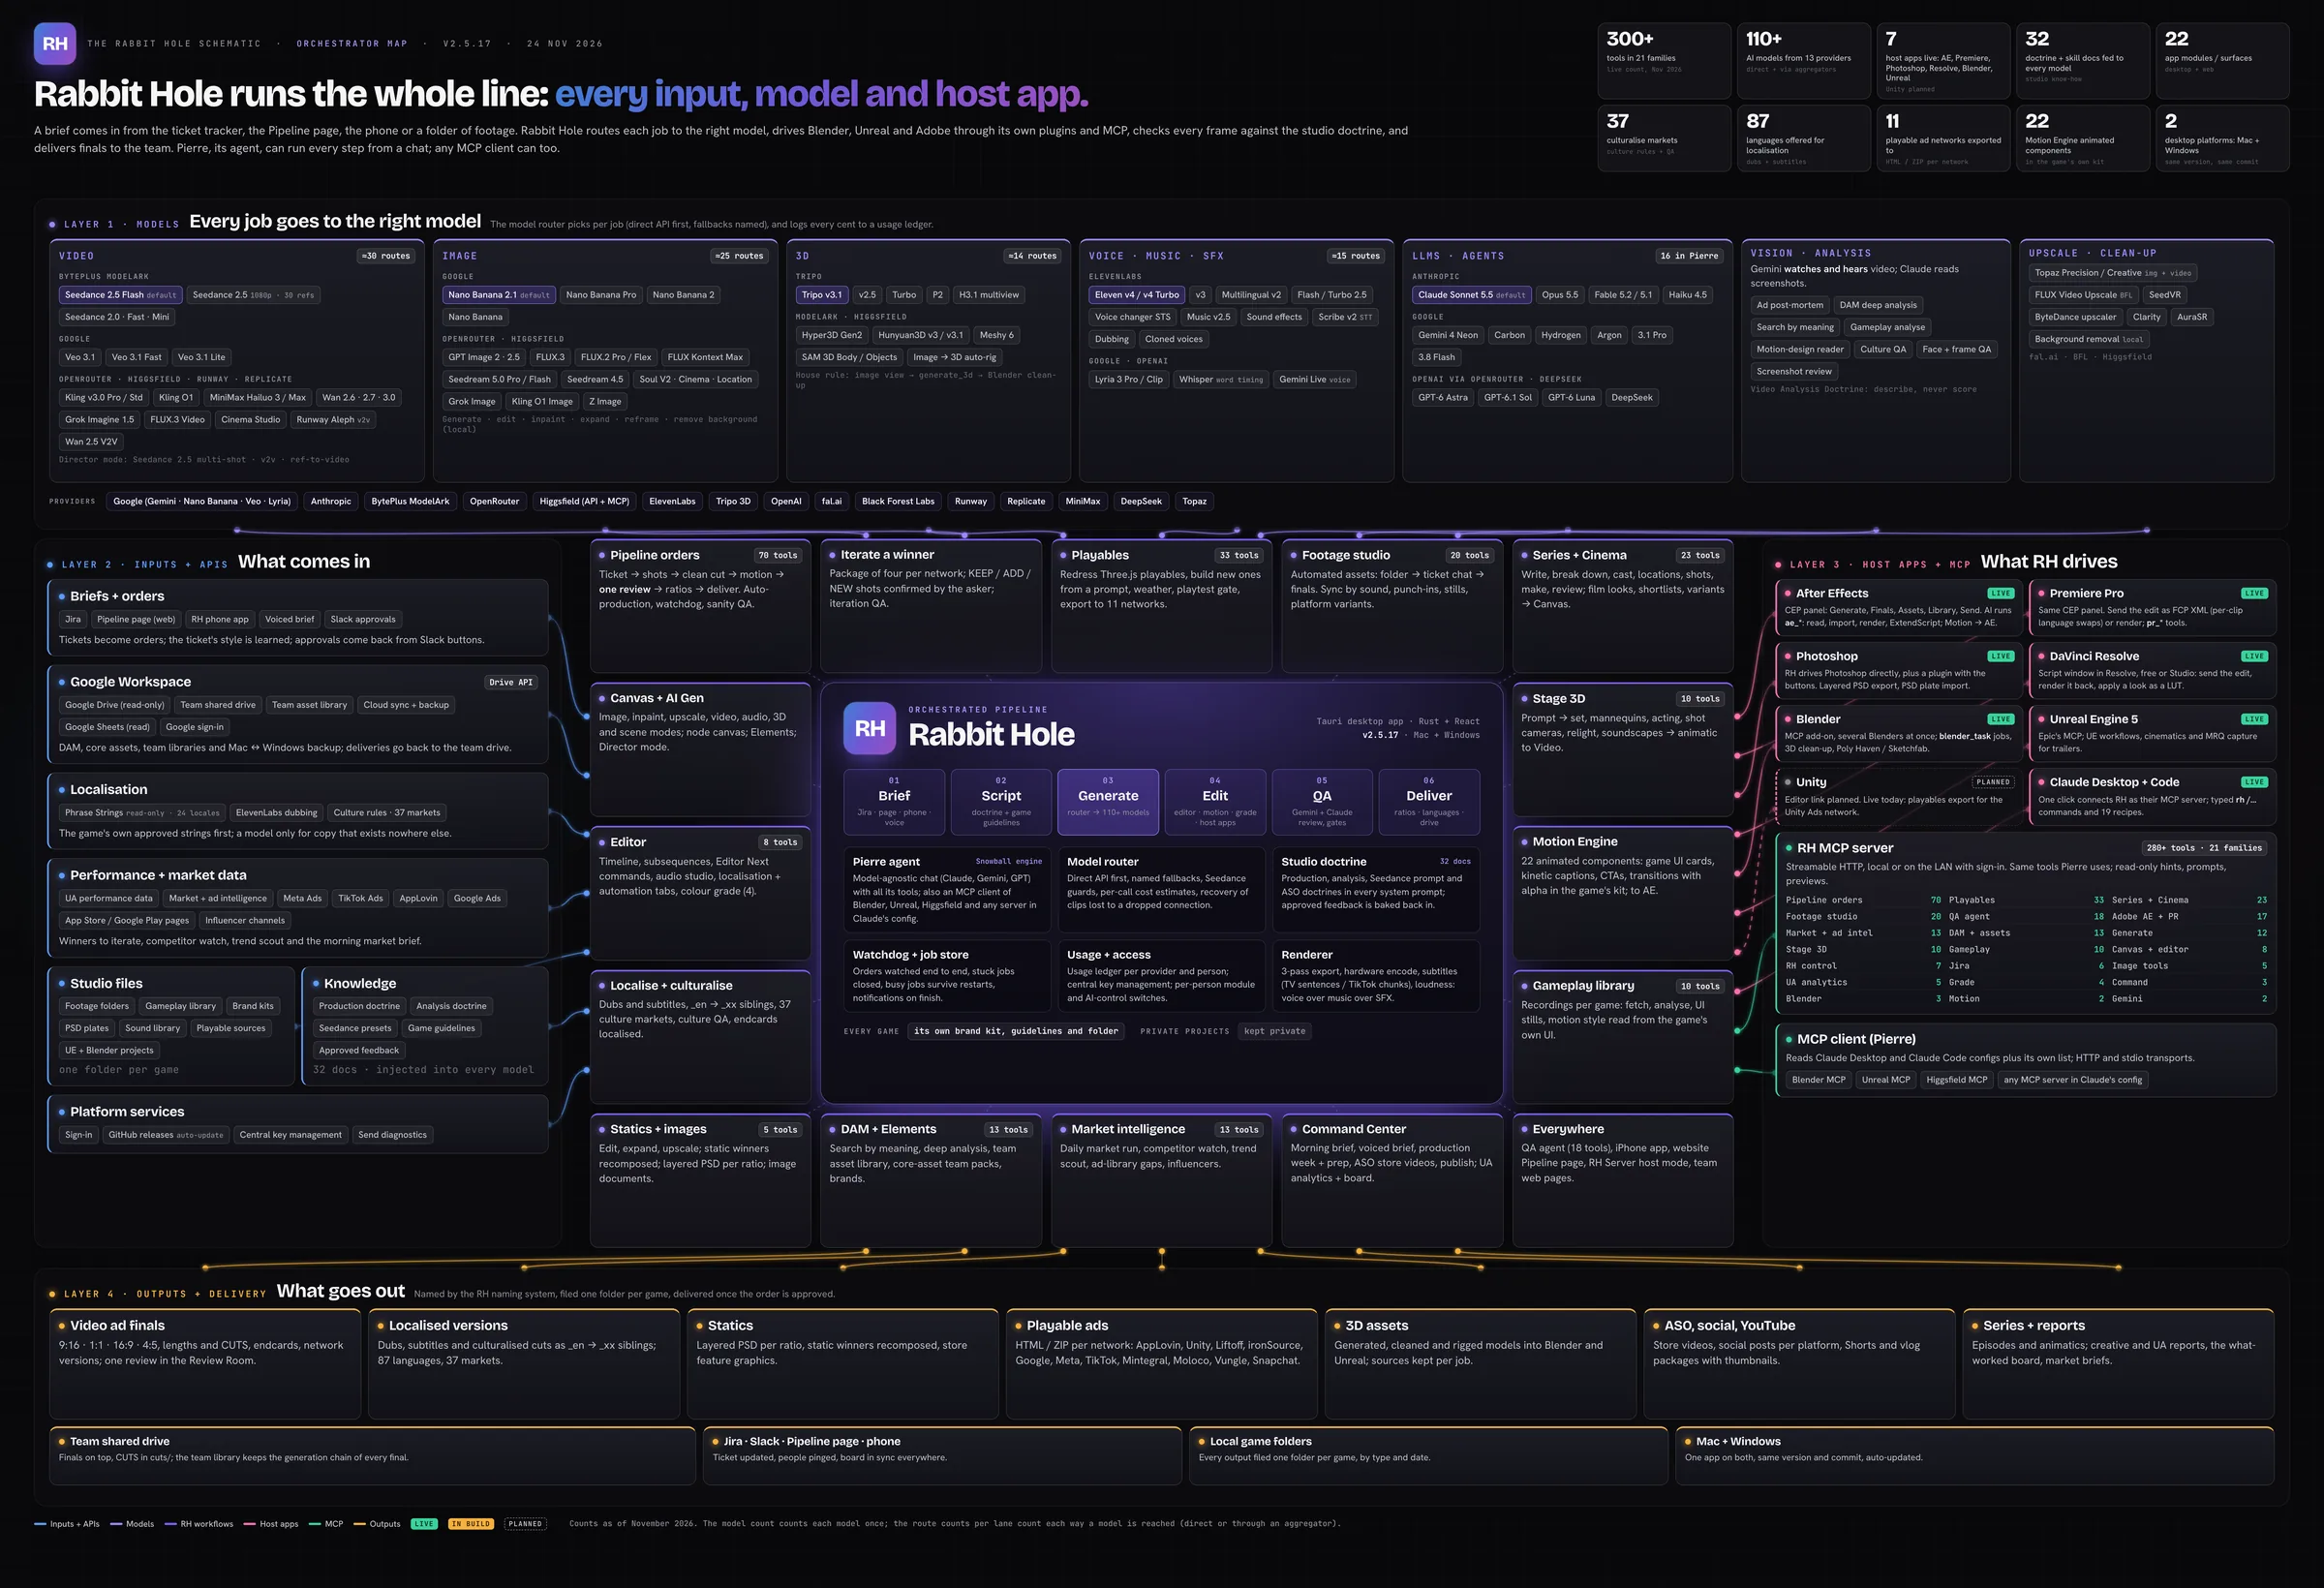 RH
THE RABBIT HOLE SCHEMATIC · ORCHESTRATOR MAP · V2.5.17 · 24 NOV 2026
Rabbit Hole runs the whole line: every input, model and host app.
A brief comes in from the ticket tracker, the Pipeline page, the phone or a folder of footage. Rabbit Hole routes each job to the right model, drives Blender, Unreal and Adobe through its own plugins and MCP, checks every frame against the studio doctrine, and
delivers finals to the team. Pierre, its agent, can run every step from a chat; any MCP client can too.
300+
tools in 21 families
live count, Nov 2026
110+
AI models from 13 providers
direct + via aggregators
7
host apps live: AE, Premiere,
Photoshop, Resolve, Blender,
Unreal
Unity planned
32
doctrine + skill docs fed to
every model
studio know-how
22
app modules / surfaces
desktop + web
37
culturalise markets
culture rules + QA
87
languages offered for
localisation
dubs + subtitles
11
playable ad networks exported
to
HTML / ZIP per network
22
Motion Engine animated
components
in the game's own kit
2
desktop platforms: Mac +
Windows
same version, same commit
LAYER 1 · MODELS Every job goes to the right model The model router picks per job (direct API first, fallbacks named), and logs every cent to a usage ledger.
VIDEO ≈30 routes
BYTEPLUS MODELARK
Seedance 2.5 Flash default Seedance 2.5 1080p · 30 refs
Seedance 2.0 · Fast · Mini
GOOGLE
Veo 3.1 Veo 3.1 Fast Veo 3.1 Lite
OPENROUTER · HIGGSFIELD · RUNWAY · REPLICATE
Kling v3.0 Pro / Std Kling O1 MiniMax Hailuo 3 / Max Wan 2.6 · 2.7 · 3.0
Grok Imagine 1.5 FLUX.3 Video Cinema Studio Runway Aleph v2v
Wan 2.5 V2V
Director mode: Seedance 2.5 multi-shot · v2v · ref-to-video
IMAGE ≈25 routes
GOOGLE
Nano Banana 2.1 default Nano Banana Pro Nano Banana 2
Nano Banana
OPENROUTER · HIGGSFIELD
GPT Image 2 · 2.5 FLUX.3 FLUX.2 Pro / Flex FLUX Kontext Max
Seedream 5.0 Pro / Flash Seedream 4.5 Soul V2 · Cinema · Location
Grok Image Kling O1 Image Z Image
Generate · edit · inpaint · expand · reframe · remove background
(local)
3D ≈14 routes
TRIPO
Tripo v3.1 v2.5 Turbo P2 H3.1 multiview
MODELARK · HIGGSFIELD
Hyper3D Gen2 Hunyuan3D v3 / v3.1 Meshy 6
SAM 3D Body / Objects Image → 3D auto-rig
House rule: image view → generate_3d → Blender clean-
up
VOICE · MUSIC · SFX ≈15 routes
ELEVENLABS
Eleven v4 / v4 Turbo v3 Multilingual v2 Flash / Turbo 2.5
Voice changer STS Music v2.5 Sound effects Scribe v2 STT
Dubbing Cloned voices
GOOGLE · OPENAI
Lyria 3 Pro / Clip Whisper word timing Gemini Live voice
LLMS · AGENTS 16 in Pierre
ANTHROPIC
Claude Sonnet 5.5 default Opus 5.5 Fable 5.2 / 5.1 Haiku 4.5
GOOGLE
Gemini 4 Neon Carbon Hydrogen Argon 3.1 Pro
3.8 Flash
OPENAI VIA OPENROUTER · DEEPSEEK
GPT-6 Astra GPT-6.1 Sol GPT-6 Luna DeepSeek
VISION · ANALYSIS
Gemini watches and hears video; Claude reads
screenshots.
Ad post-mortem DAM deep analysis
Search by meaning Gameplay analyse
Motion-design reader Culture QA Face + frame QA
Screenshot review
Video Analysis Doctrine: describe, never score
UPSCALE · CLEAN-UP
Topaz Precision / Creative img + video
FLUX Video Upscale BFL SeedVR
ByteDance upscaler Clarity AuraSR
Background removal local
fal.ai · BFL · Higgsfield
PROVIDERS Google (Gemini · Nano Banana · Veo · Lyria) Anthropic BytePlus ModelArk OpenRouter Higgsfield (API + MCP) ElevenLabs Tripo 3D OpenAI fal.ai Black Forest Labs Runway Replicate MiniMax DeepSeek Topaz
LAYER 2 · INPUTS + APIS What comes in
Briefs + orders
Jira Pipeline page (web) RH phone app Voiced brief Slack approvals
Tickets become orders; the ticket's style is learned; approvals come back from Slack buttons.
Google Workspace Drive API
Google Drive (read-only) Team shared drive Team asset library Cloud sync + backup
Google Sheets (read) Google sign-in
DAM, core assets, team libraries and Mac ↔ Windows backup; deliveries go back to the team drive.
Localisation
Phrase Strings read-only · 24 locales ElevenLabs dubbing Culture rules · 37 markets
The game's own approved strings first; a model only for copy that exists nowhere else.
Performance + market data
UA performance data Market + ad intelligence Meta Ads TikTok Ads AppLovin Google Ads
App Store / Google Play pages Influencer channels
Winners to iterate, competitor watch, trend scout and the morning market brief.
Studio files
Footage folders Gameplay library Brand kits
PSD plates Sound library Playable sources
UE + Blender projects
one folder per game
Knowledge
Production doctrine Analysis doctrine
Seedance presets Game guidelines
Approved feedback
32 docs · injected into every model
Platform services
Sign-in GitHub releases auto-update Central key management Send diagnostics
Pipeline orders 70 tools
Ticket → shots → clean cut → motion →
one review → ratios → deliver. Auto-
production, watchdog, sanity QA.
Iterate a winner
Package of four per network; KEEP / ADD /
NEW shots confirmed by the asker;
iteration QA.
Playables 33 tools
Redress Three.js playables, build new ones
from a prompt, weather, playtest gate,
export to 11 networks.
Footage studio 20 tools
Automated assets: folder → ticket chat →
finals. Sync by sound, punch-ins, stills,
platform variants.
Series + Cinema 23 tools
Write, break down, cast, locations, shots,
make, review; film looks, shortlists, variants
→ Canvas.
Canvas + AI Gen
Image, inpaint, upscale, video, audio, 3D
and scene modes; node canvas; Elements;
Director mode.
Editor 8 tools
Timeline, subsequences, Editor Next
commands, audio studio, localisation +
automation tabs, colour grade (4).
Localise + culturalise
Dubs and subtitles, _en → _xx siblings, 37
culture markets, culture QA, endcards
localised.
RH
ORCHESTRATED PIPELINE
Rabbit Hole
Tauri desktop app · Rust + React
v2.5.17 · Mac + Windows
01
Brief
Jira · page · phone ·
voice
02
Script
doctrine + game
guidelines
03
Generate
router → 110+ models
04
Edit
editor · motion · grade
· host apps
05
QA
Gemini + Claude
review, gates
06
Deliver
ratios · languages ·
drive
Pierre agent Snowball engine
Model-agnostic chat (Claude, Gemini, GPT)
with all its tools; also an MCP client of
Blender, Unreal, Higgsfield and any server in
Claude's config.
Model router
Direct API first, named fallbacks, Seedance
guards, per-call cost estimates, recovery of
clips lost to a dropped connection.
Studio doctrine 32 docs
Production, analysis, Seedance prompt and
ASO doctrines in every system prompt;
approved feedback is baked back in.
Watchdog + job store
Orders watched end to end, stuck jobs
closed, busy jobs survive restarts,
notifications on finish.
Usage + access
Usage ledger per provider and person;
central key management; per-person module
and AI-control switches.
Renderer
3-pass export, hardware encode, subtitles
(TV sentences / TikTok chunks), loudness:
voice over music over SFX.
EVERY GAME its own brand kit, guidelines and folder PRIVATE PROJECTS kept private
Stage 3D 10 tools
Prompt → set, mannequins, acting, shot
cameras, relight, soundscapes → animatic
to Video.
Motion Engine
22 animated components: game UI cards,
kinetic captions, CTAs, transitions with
alpha in the game's kit; to AE.
Gameplay library 10 tools
Recordings per game: fetch, analyse, UI
stills, motion style read from the game's
own UI.
Statics + images 5 tools
Edit, expand, upscale; static winners
recomposed; layered PSD per ratio; image
documents.
DAM + Elements 13 tools
Search by meaning, deep analysis, team
asset library, core-asset team packs,
brands.
Market intelligence 13 tools
Daily market run, competitor watch, trend
scout, ad-library gaps, influencers.
Command Center
Morning brief, voiced brief, production
week + prep, ASO store videos, publish; UA
analytics + board.
Everywhere
QA agent (18 tools), iPhone app, website
Pipeline page, RH Server host mode, team
web pages.
LAYER 3 · HOST APPS + MCP What RH drives
After Effects LIVE
CEP panel: Generate, Finals, Assets, Library, Send. AI runs
ae_*: read, import, render, ExtendScript; Motion → AE.
Premiere Pro LIVE
Same CEP panel. Send the edit as FCP XML (per-clip
language swaps) or render; pr_* tools.
Photoshop LIVE
RH drives Photoshop directly, plus a plugin with the
buttons. Layered PSD export, PSD plate import.
DaVinci Resolve LIVE
Script window in Resolve, free or Studio: send the edit,
render it back, apply a look as a LUT.
Blender LIVE
MCP add-on, several Blenders at once; blender_task jobs,
3D clean-up, Poly Haven / Sketchfab.
Unreal Engine 5 LIVE
Epic's MCP; UE workflows, cinematics and MRQ capture
for trailers.
Unity PLANNED
Editor link planned. Live today: playables export for the
Unity Ads network.
Claude Desktop + Code LIVE
One click connects RH as their MCP server; typed rh /…
commands and 19 recipes.
RH MCP server 280+ tools · 21 families
Streamable HTTP, local or on the LAN with sign-in. Same tools Pierre uses; read-only hints, prompts,
previews.
Pipeline orders 70 Playables 33 Series + Cinema 23
Footage studio 20 QA agent 18 Adobe AE + PR 17
Market + ad intel 13 DAM + assets 13 Generate 12
Stage 3D 10 Gameplay 10 Canvas + editor 8
RH control 7 Jira 6 Image tools 5
UA analytics 5 Grade 4 Command 3
Blender 3 Motion 2 Gemini 2
MCP client (Pierre)
Reads Claude Desktop and Claude Code configs plus its own list; HTTP and stdio transports.
Blender MCP Unreal MCP Higgsfield MCP any MCP server in Claude's config
LAYER 4 · OUTPUTS + DELIVERY What goes out Named by the RH naming system, filed one folder per game, delivered once the order is approved.
Video ad finals
9:16 · 1:1 · 16:9 · 4:5, lengths and CUTS, endcards, network
versions; one review in the Review Room.
Localised versions
Dubs, subtitles and culturalised cuts as _en → _xx siblings;
87 languages, 37 markets.
Statics
Layered PSD per ratio, static winners recomposed, store
feature graphics.
Playable ads
HTML / ZIP per network: AppLovin, Unity, Liftoff, ironSource,
Google, Meta, TikTok, Mintegral, Moloco, Vungle, Snapchat.
3D assets
Generated, cleaned and rigged models into Blender and
Unreal; sources kept per job.
ASO, social, YouTube
Store videos, social posts per platform, Shorts and vlog
packages with thumbnails.
Series + reports
Episodes and animatics; creative and UA reports, the what-
worked board, market briefs.
Team shared drive
Finals on top, CUTS in cuts/; the team library keeps the generation chain of every final.
Jira · Slack · Pipeline page · phone
Ticket updated, people pinged, board in sync everywhere.
Local game folders
Every output filed one folder per game, by type and date.
Mac + Windows
One app on both, same version and commit, auto-updated.
Inputs + APIs Models RH workflows Host apps MCP Outputs LIVE IN BUILD PLANNED Counts as of November 2026. The model count counts each model once; the route counts per lane count each way a model is reached (direct or through an aggregator).